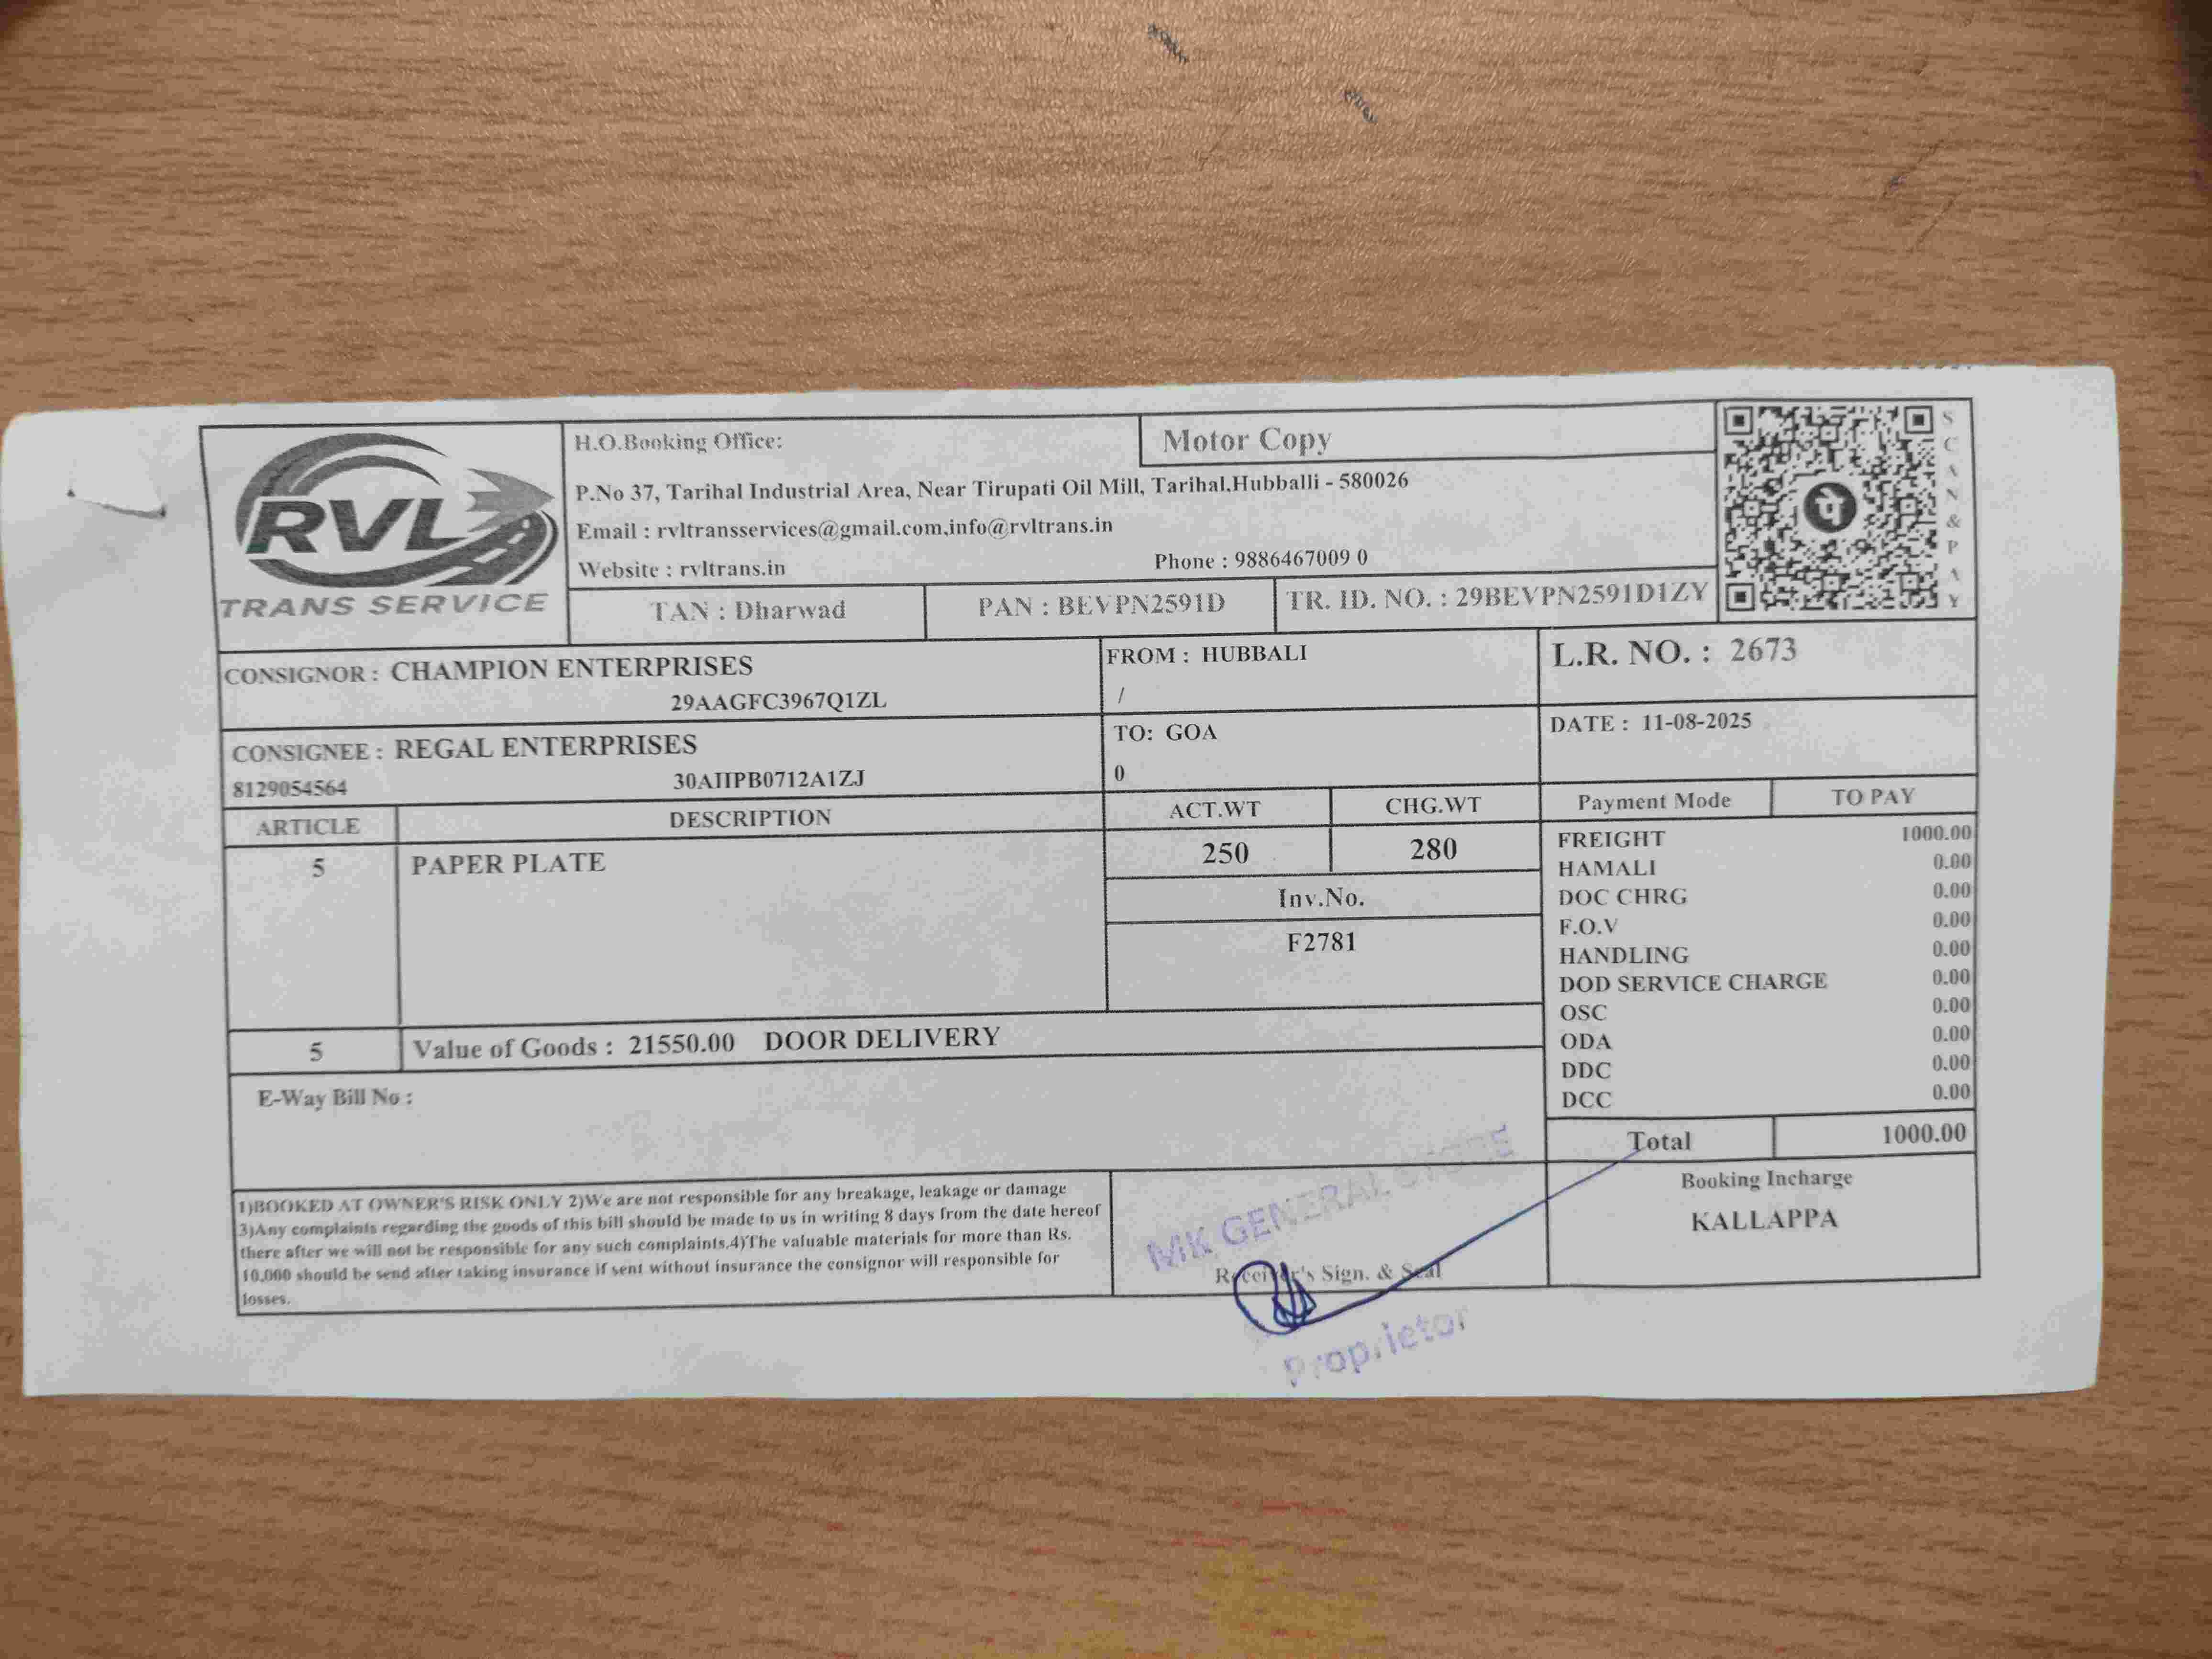 RVL
TRANS SERVICE
H.O.Booking Office:
Motor Copy
P.No 37, Tarihal Industrial Area, Near Tirupati Oil Mill, Tarihal,Hubballi - 580026
Email : rvltransservices@gmail.com,info@rvltrans.in
Website : rvltrans.in
Phone : 9886467009 0
TAN : Dharwad
PAN : BEVPN2591D
TR. ID. NO. : 29BEVPN2591D1ZY
पे
SCAN&PAY
CONSIGNOR : CHAMPION ENTERPRISES
29AAGFC3967Q1ZL
FROM : HUBBALI
/
L.R. NO. : 2673
CONSIGNEE : REGAL ENTERPRISES
8129054564
TO: GOA
0
DATE : 11-08-2025
ARTICLE
DESCRIPTION
ACT.WT
CHG.WT
Payment Mode
TO PAY
5
PAPER PLATE
250
280
Inv.No.
F2781
FREIGHT 1000.00
HAMALI 0.00
DOC CHRG 0.00
F.O.V 0.00
HANDLING 0.00
DOD SERVICE CHARGE 0.00
OSC 0.00
ODA 0.00
DDC 0.00
DCC 0.00
5
Value of Goods : 21550.00 DOOR DELIVERY
E-Way Bill No :
Total 1000.00
1)BOOKED AT OWNER'S RISK ONLY 2)We are not responsible for any breakage, leakage or damage
3)Any complaints regarding the goods of this bill should be made to us in writing 8 days from the date hereof
there after we will not be responsible for any such complaints.4)The valuable materials for more than Rs.
10,000 should be send after taking insurance if sent without insurance the consignor will responsible for
losses.
MK GENERAL STORE
Receiver's Sign. & Seal
Proprietor
Booking Incharge
KALLAPPA